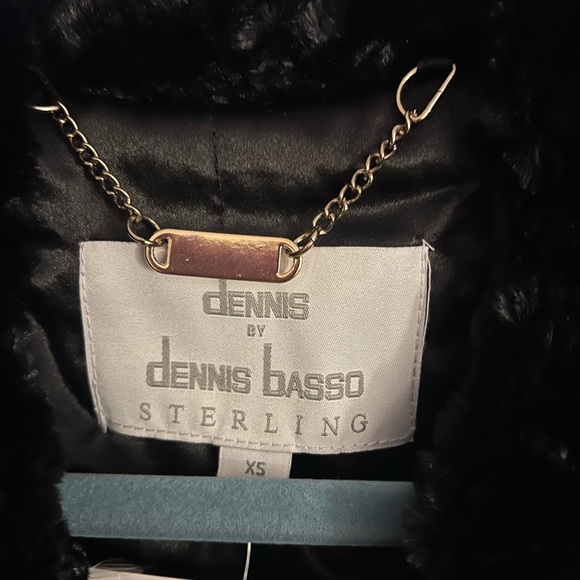 dENNIS
BY
dENNIS bASSO
STERLING
XS